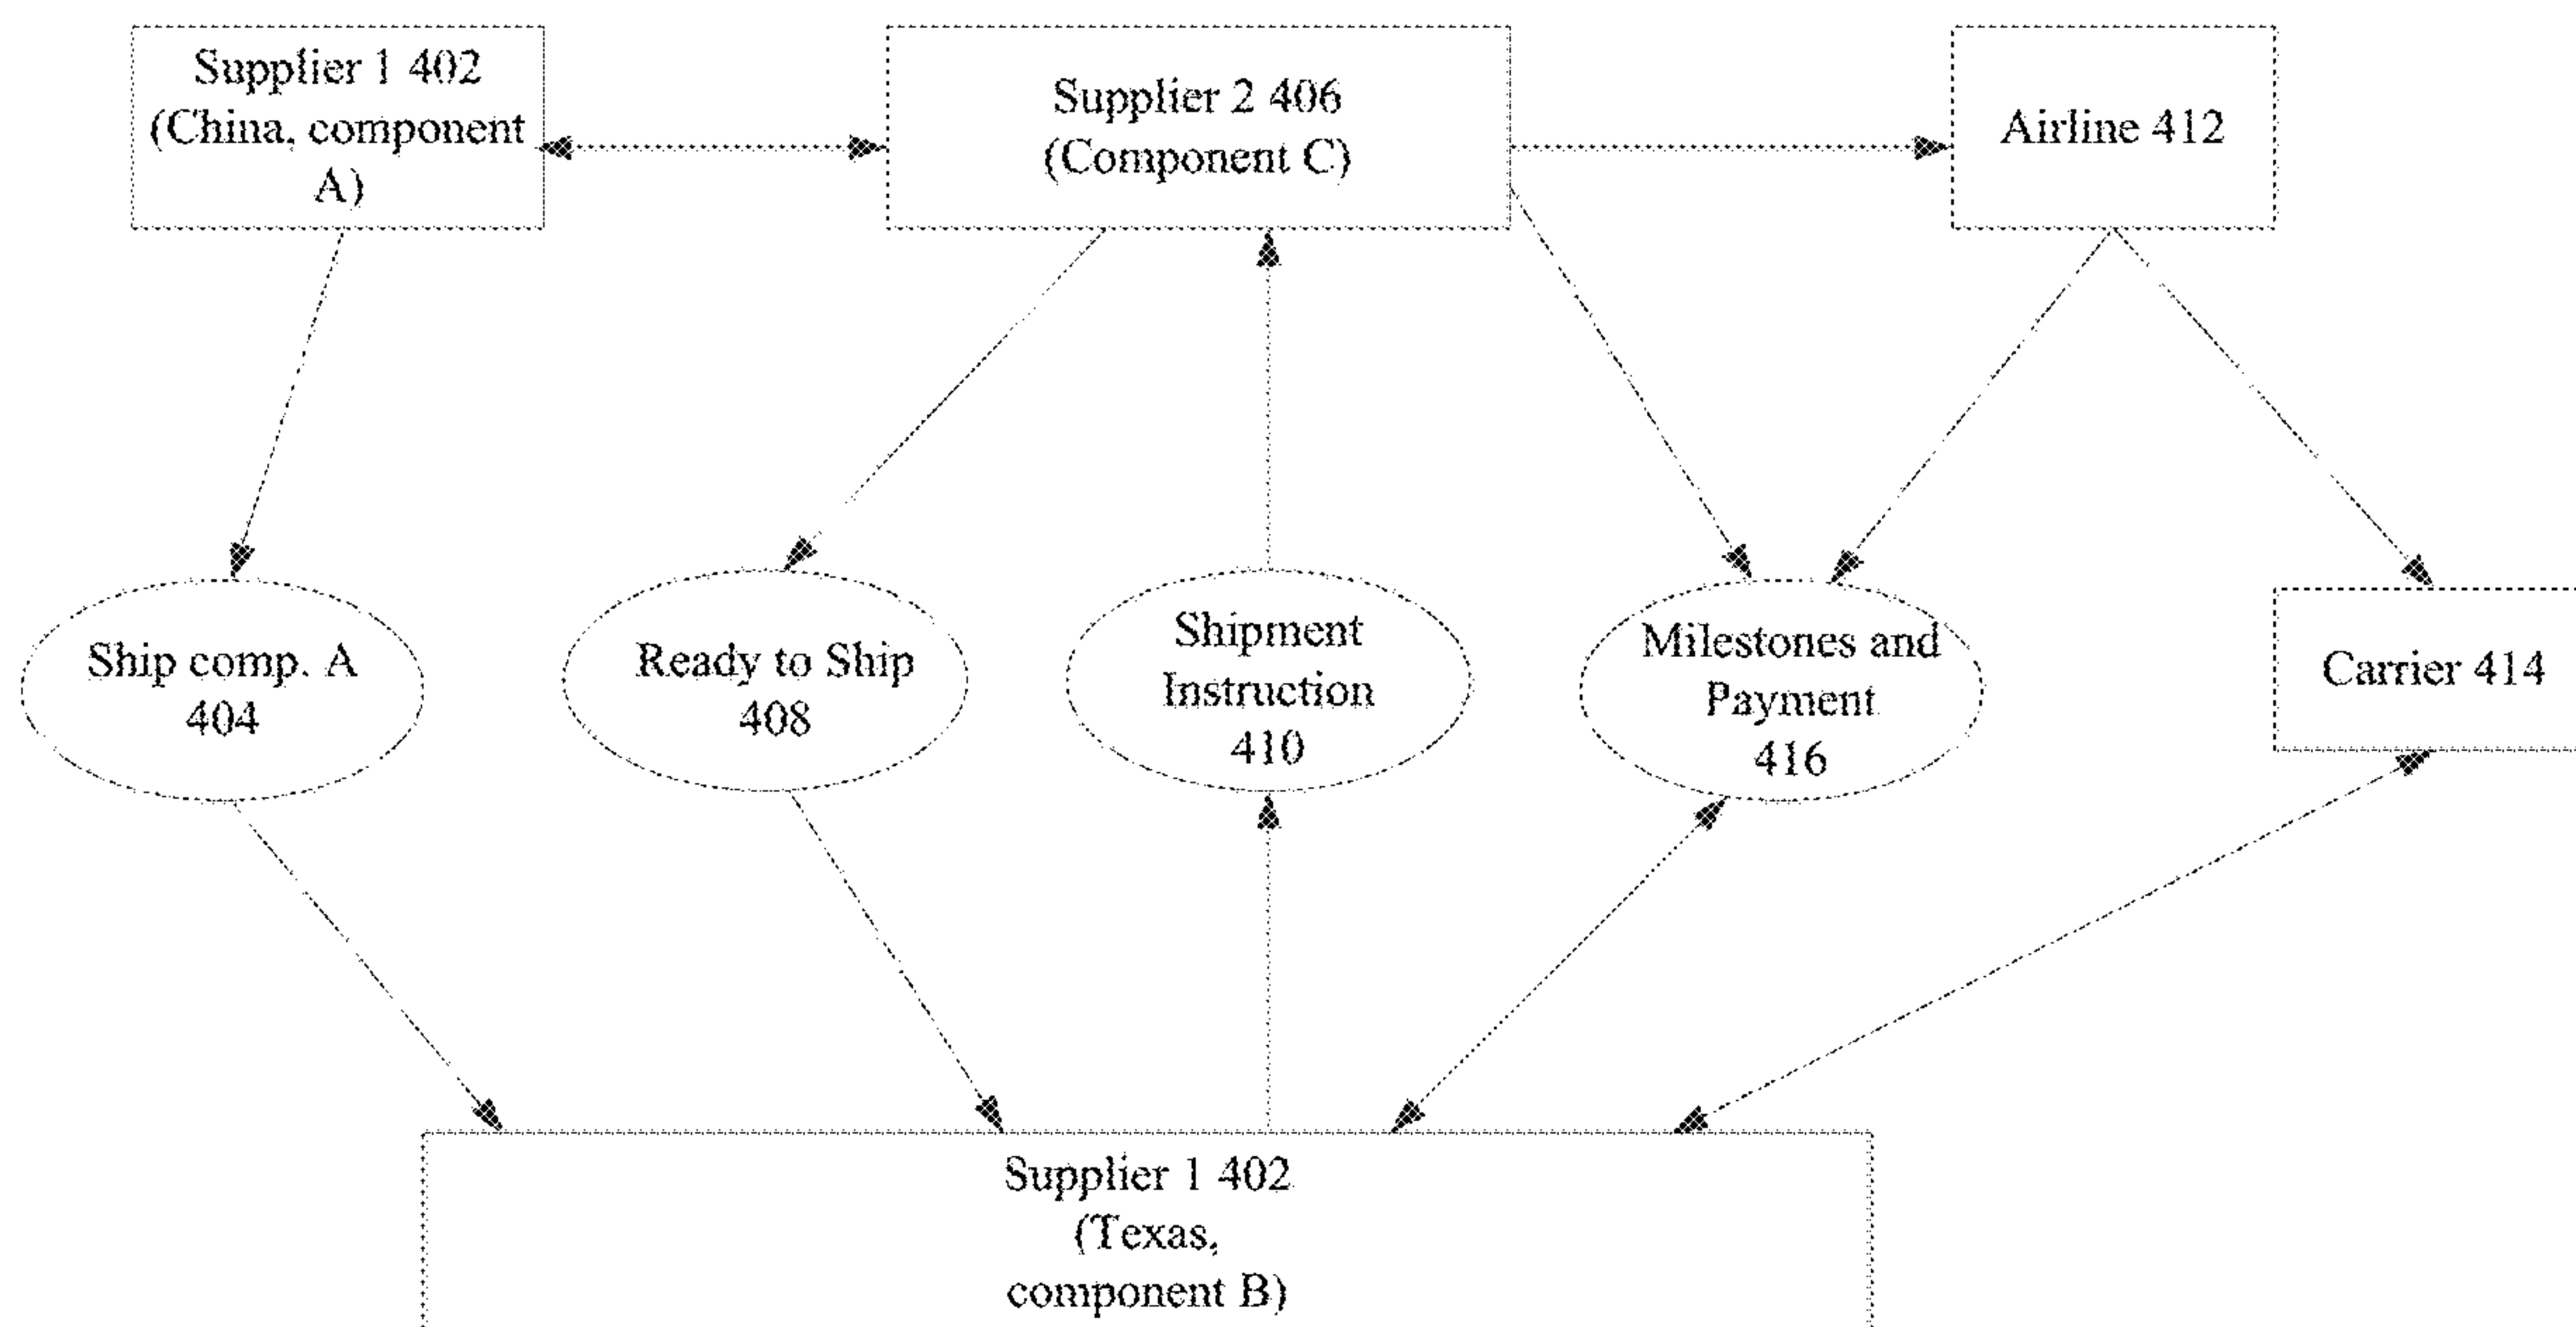 Supplier 1 402
(China, component
A)
Supplier 2 406
(Component C)
Airline 412
Ship comp. A
404
Ready to Ship
408
Shipment
Instruction
410
Milestones and
Payment
416
Carrier 414
Supplier 1 402
(Texas,
component B)